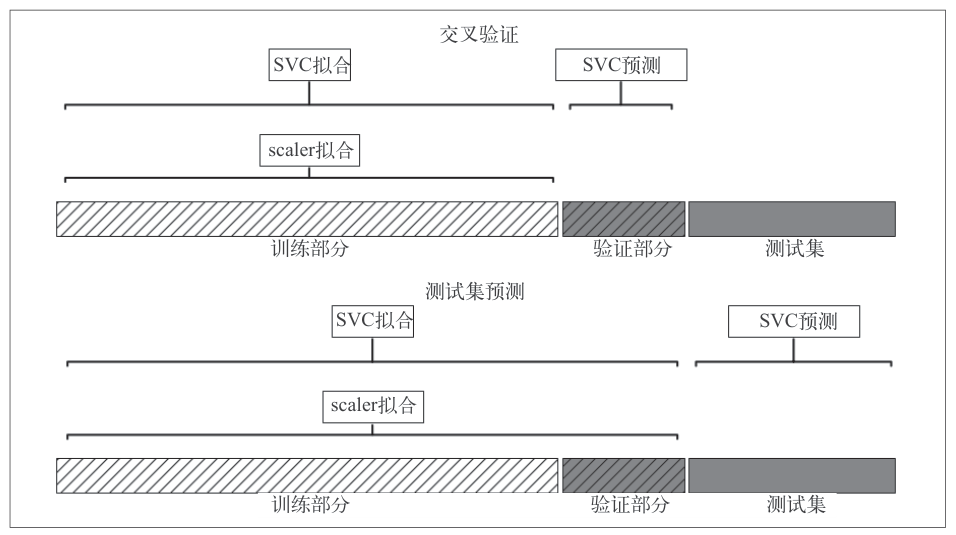 交叉验证
SVC拟合
SVC预测
scaler拟合
训练部分
验证部分
测试集
测试集预测
SVC拟合
SVC预测
scaler拟合
训练部分
验证部分
测试集